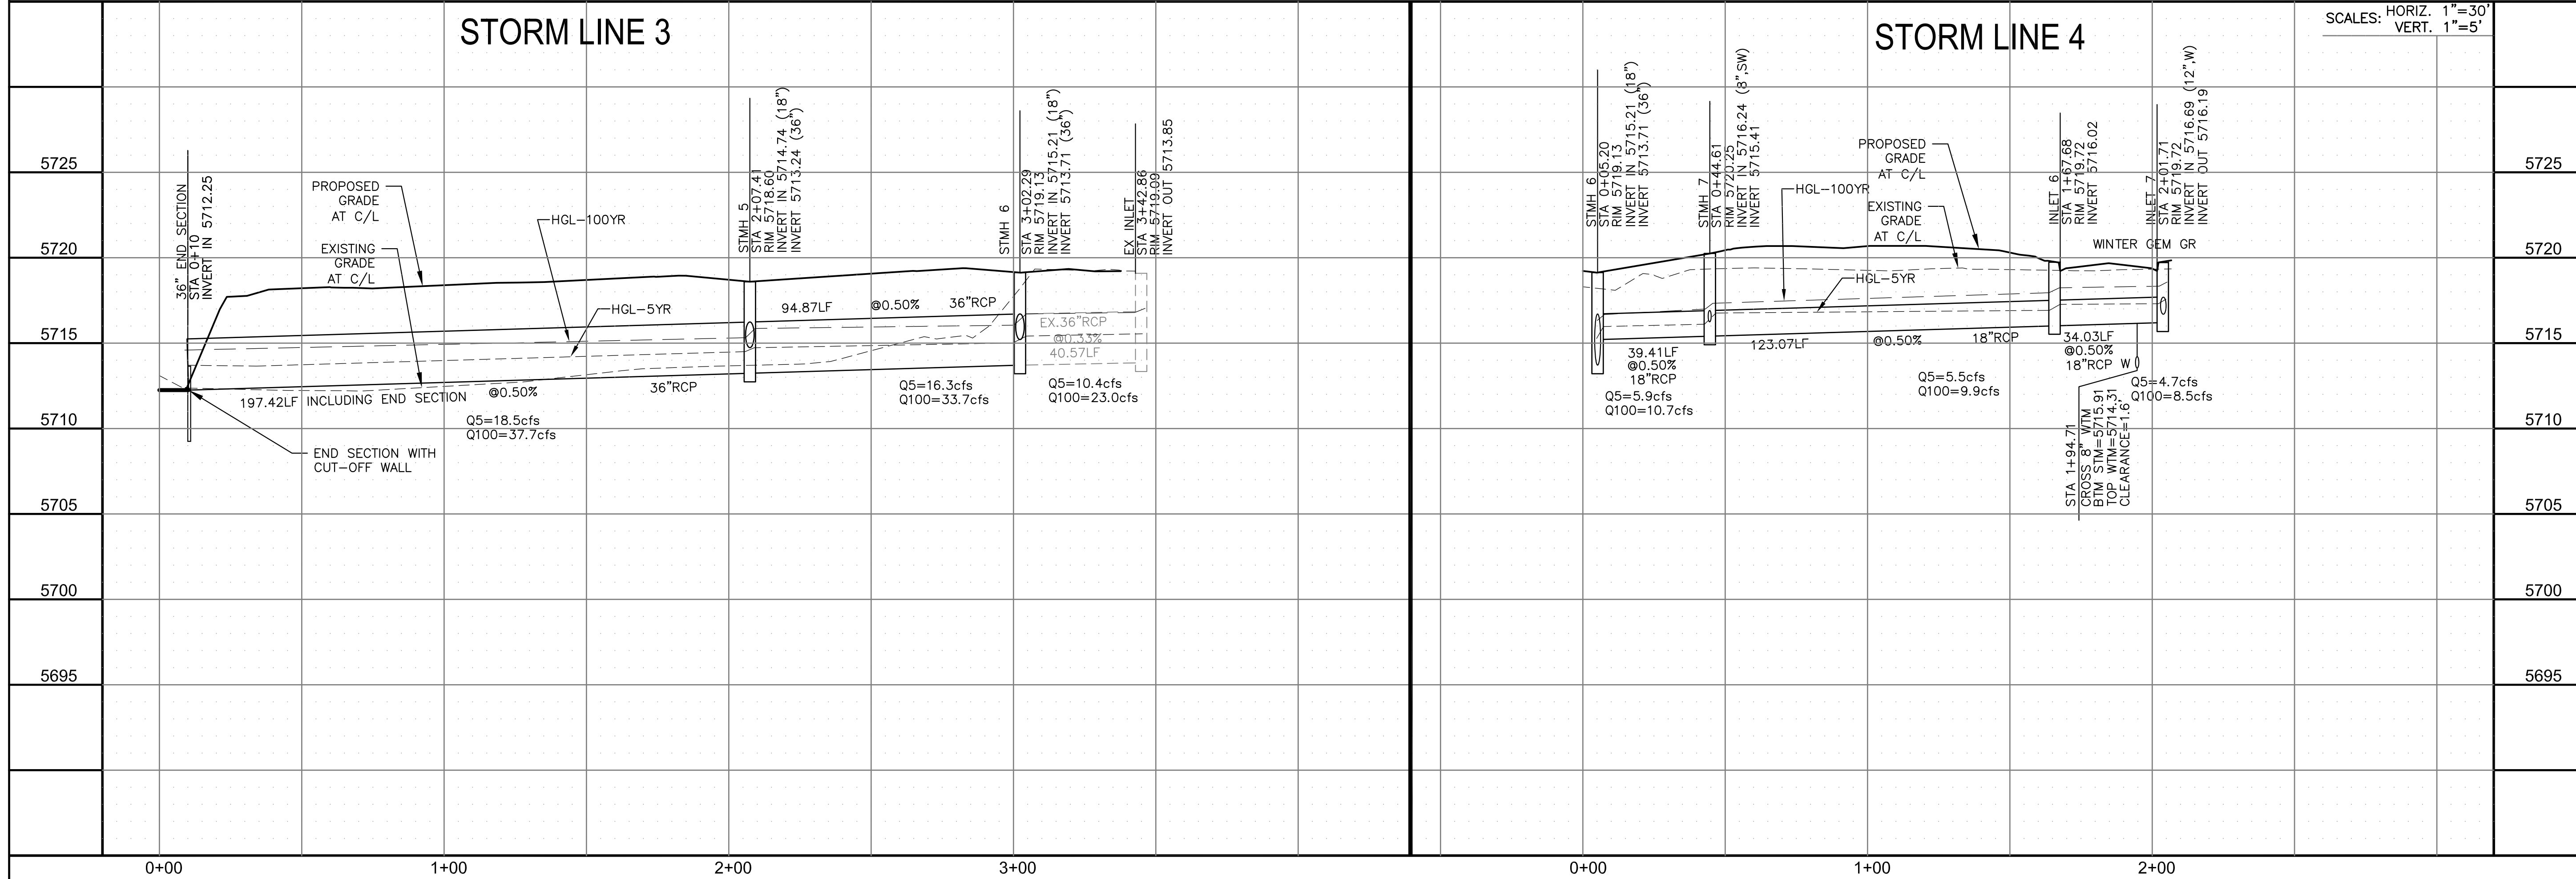 STORM LINE 3
STORM LINE 4
SCALES: HORIZ. 1"=30'
VERT. 1"=5'
5725
5720
5715
5710
5705
5700
5695
36" END SECTION
STA 0+10
INVERT IN 5712.25
PROPOSED
GRADE
AT C/L
EXISTING
GRADE
AT C/L
HGL-100YR
HGL-5YR
197.42LF INCLUDING END SECTION
@0.50%
36"RCP
Q5=18.5cfs
Q100=37.7cfs
END SECTION WITH
CUT-OFF WALL
STMH 5
STA 2+07.41
RIM 5718.60
INVERT IN 5714.74 (18")
INVERT 5713.24 (36")
94.87LF
@0.50%
36"RCP
Q5=16.3cfs
Q100=33.7cfs
STMH 6
STA 3+02.29
RIM 5719.13
INVERT IN 5715.21 (18")
INVERT 5713.71 (36")
EX INLET
STA 3+42.86
RIM 5719.09
INVERT OUT 5713.85
EX.36"RCP
@0.33%
40.57LF
Q5=10.4cfs
Q100=23.0cfs
STMH 6
STA 0+05.20
RIM 5719.13
INVERT IN 5715.21 (18")
INVERT 5713.71 (36")
39.41LF
@0.50%
18"RCP
Q5=5.9cfs
Q100=10.7cfs
STMH 7
STA 0+44.61
RIM 5720.25
INVERT IN 5716.24 (8",SW)
INVERT 5715.41
HGL-100YR
PROPOSED
GRADE
AT C/L
EXISTING
GRADE
AT C/L
HGL-5YR
123.07LF
@0.50%
18"RCP
Q5=5.5cfs
Q100=9.9cfs
INLET 6
STA 1+67.68
RIM 5719.72
INVERT 5716.02
INLET 7
STA 2+01.71
RIM 5719.72
INVERT IN 5716.69 (12",W)
INVERT OUT 5716.19
WINTER GEM GR
34.03LF
@0.50%
18"RCP
W
Q5=4.7cfs
Q100=8.5cfs
STA 1+94.71
CROSS 8" WTM
BTM STM=5715.91
TOP WTM=5714.31
CLEARANCE=1.6'
5725
5720
5715
5710
5705
5700
5695
0+00
1+00
2+00
3+00
0+00
1+00
2+00